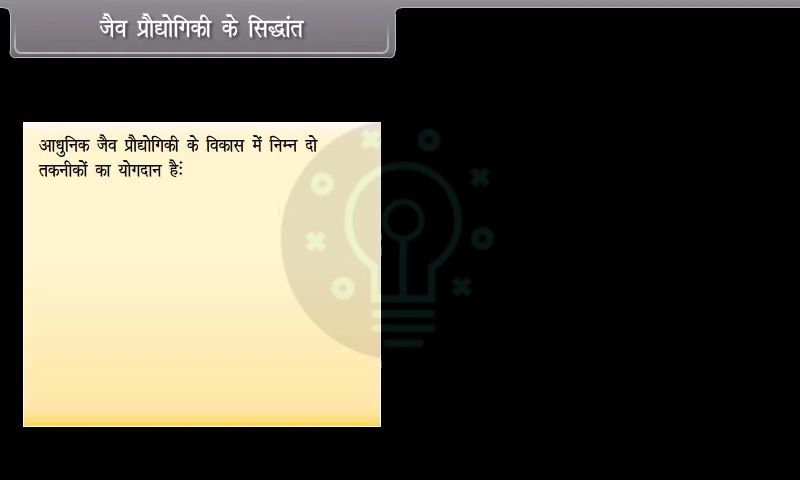 जैव प्रौद्योगिकी के सिद्धांत
आधुनिक जैव प्रौद्योगिकी के विकास में निम्न दो
तकनीकों का योगदान है: